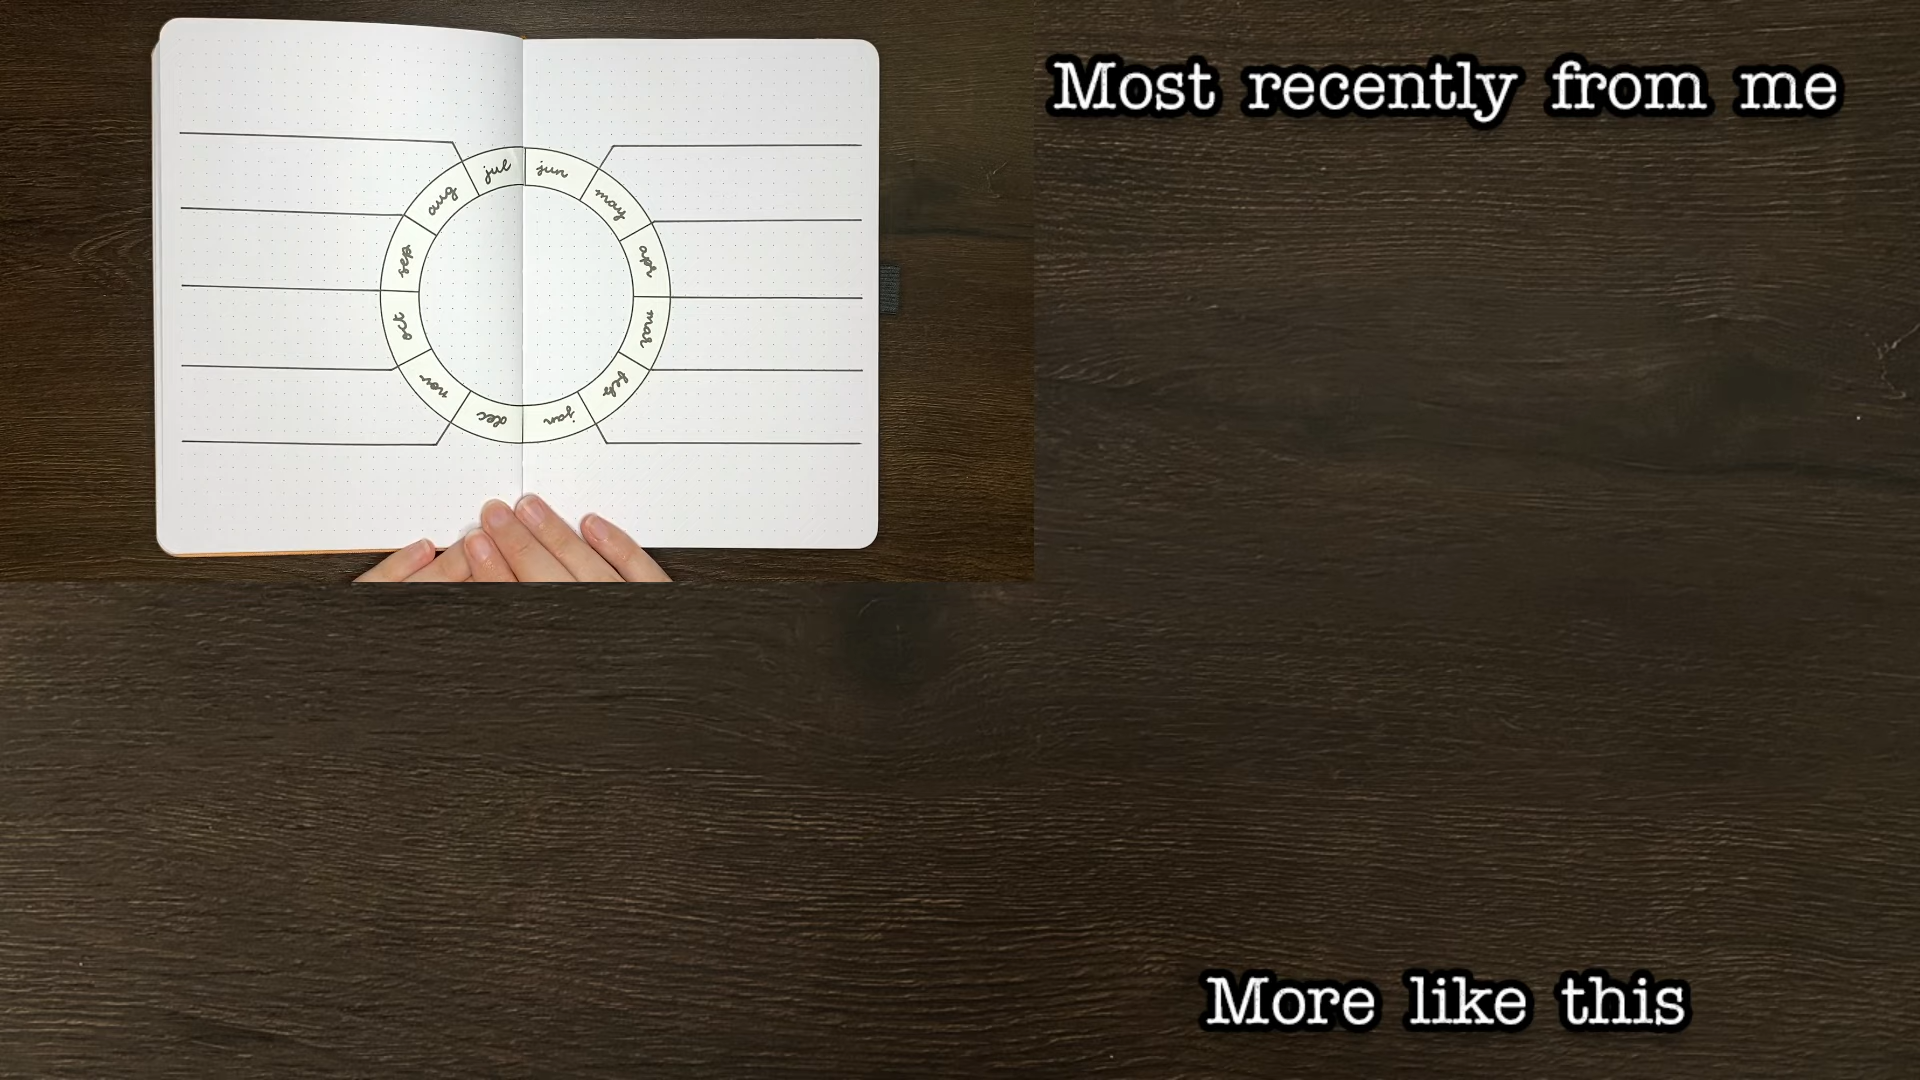 Most recently from me
jul
jun
aug
may
sep
apr
oct
mar
nov
feb
dec
jan
More like this